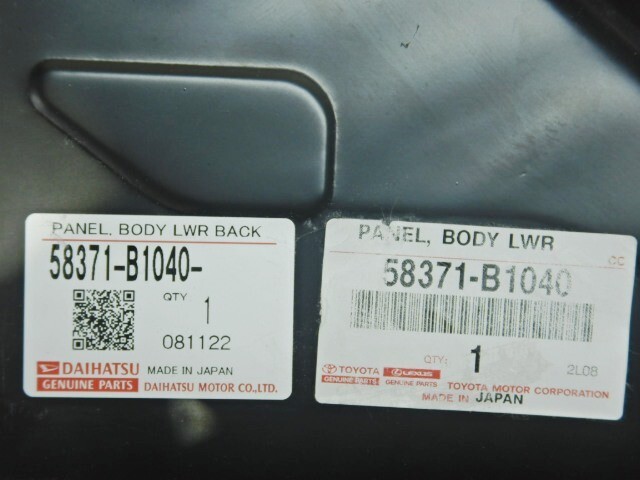 PANEL, BODY LWR BACK
58371-B1040-
QTY 1
081122
DAIHATSU MADE IN JAPAN
GENUINE PARTS DAIHATSU MOTOR CO.,LTD.
PANEL, BODY LWR
CC
58371-B1040
QTY: 1 2L08
TOYOTA LEXUS
GENUINE PARTS GENUINE PARTS TOYOTA MOTOR CORPORATION
MADE IN JAPAN